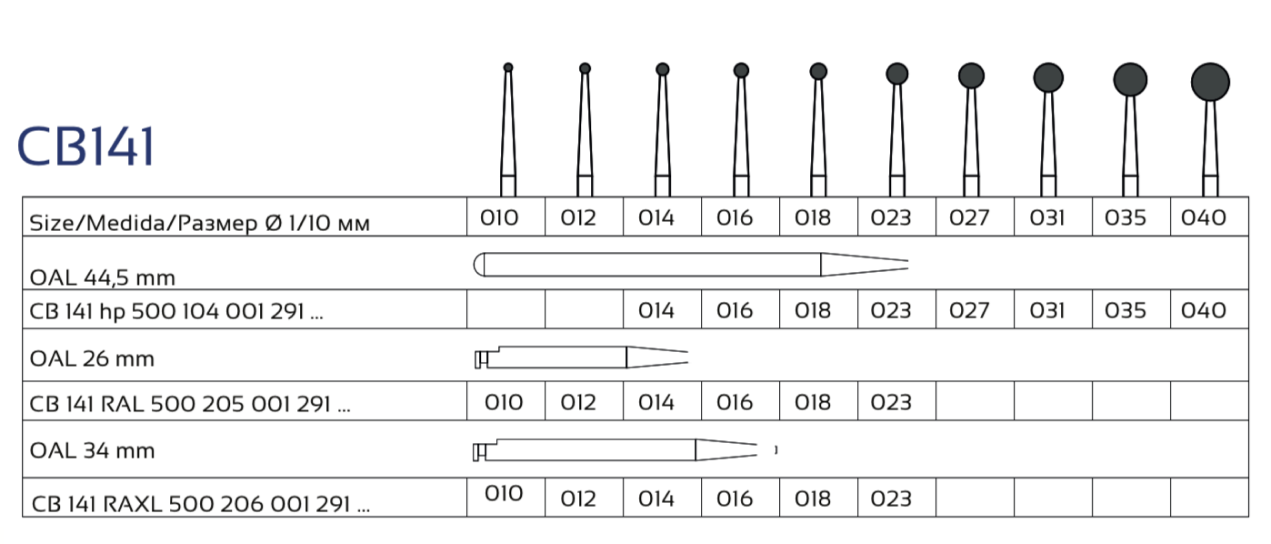 CB141
Size/Medida/Размер Ø 1/10 мм 010 012 014 016 018 023 027 031 035 040
OAL 44,5 mm
CB 141 hp 500 104 001 291 ... 014 016 018 023 027 031 035 040
OAL 26 mm
CB 141 RAL 500 205 001 291 ... 010 012 014 016 018 023
OAL 34 mm
CB 141 RAXL 500 206 001 291 ... 010 012 014 016 018 023